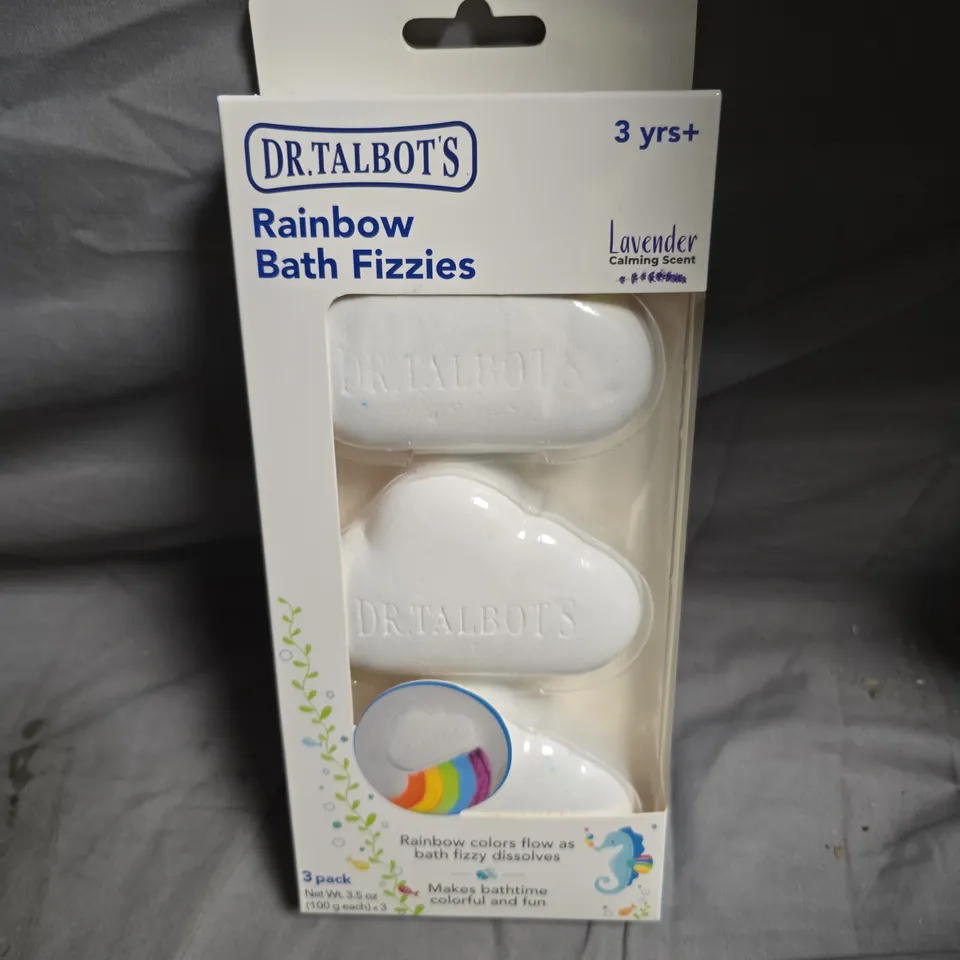 DR. TALBOT'S
3 yrs+
Rainbow
Bath Fizzies
Lavender
Calming Scent
DR. TALBOT'S
DR. TALBOT'S
Rainbow colors flow as
bath fizzy dissolves
Makes bathtime
colorful and fun
3 pack
Net Wt. 3.5 oz
(100 g each) x 3